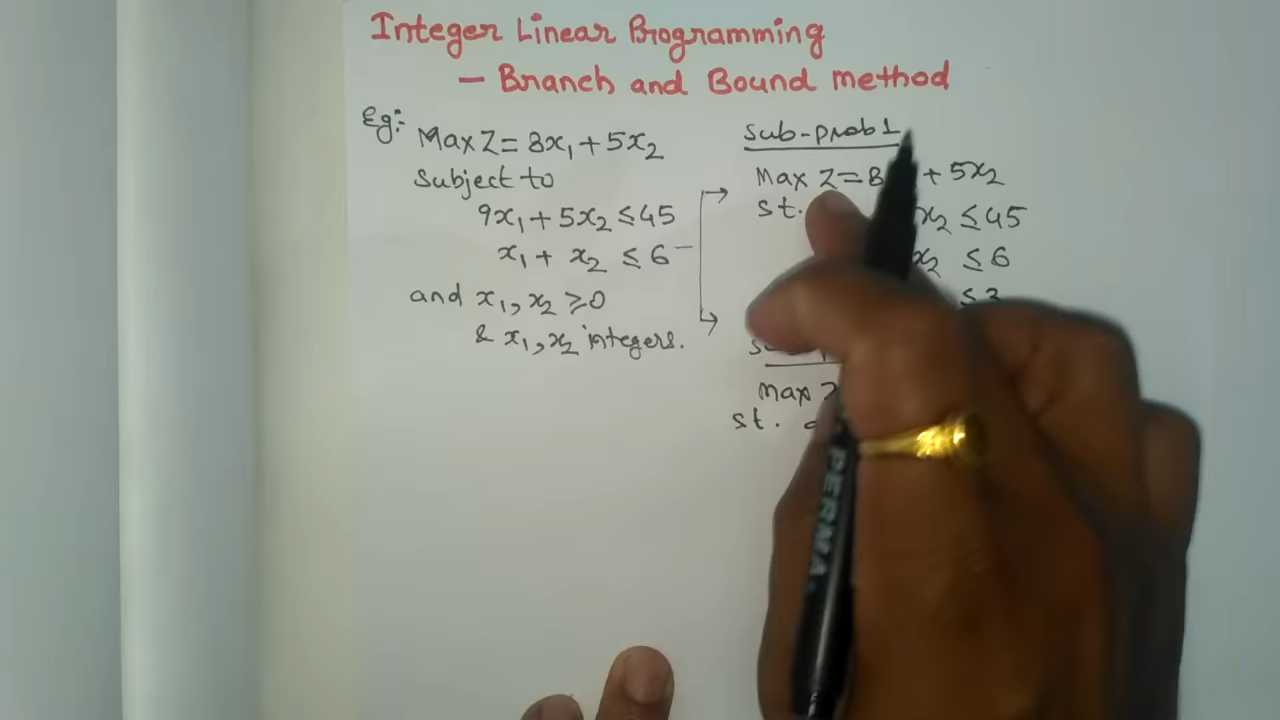 Integer Linear Programming
- Branch and Bound method
Eg:- Max Z = 8x₁ + 5x₂
Subject to
9x₁ + 5x₂ ≤ 45
x₁ + x₂ ≤ 6
and x₁, x₂ ≥ 0
& x₁, x₂ integers.
Sub-prob 1
Max Z = 8 + 5x₂
st. x₂ ≤ 45
x₂ ≤ 6
≤ 3
Max
st.
PERMA